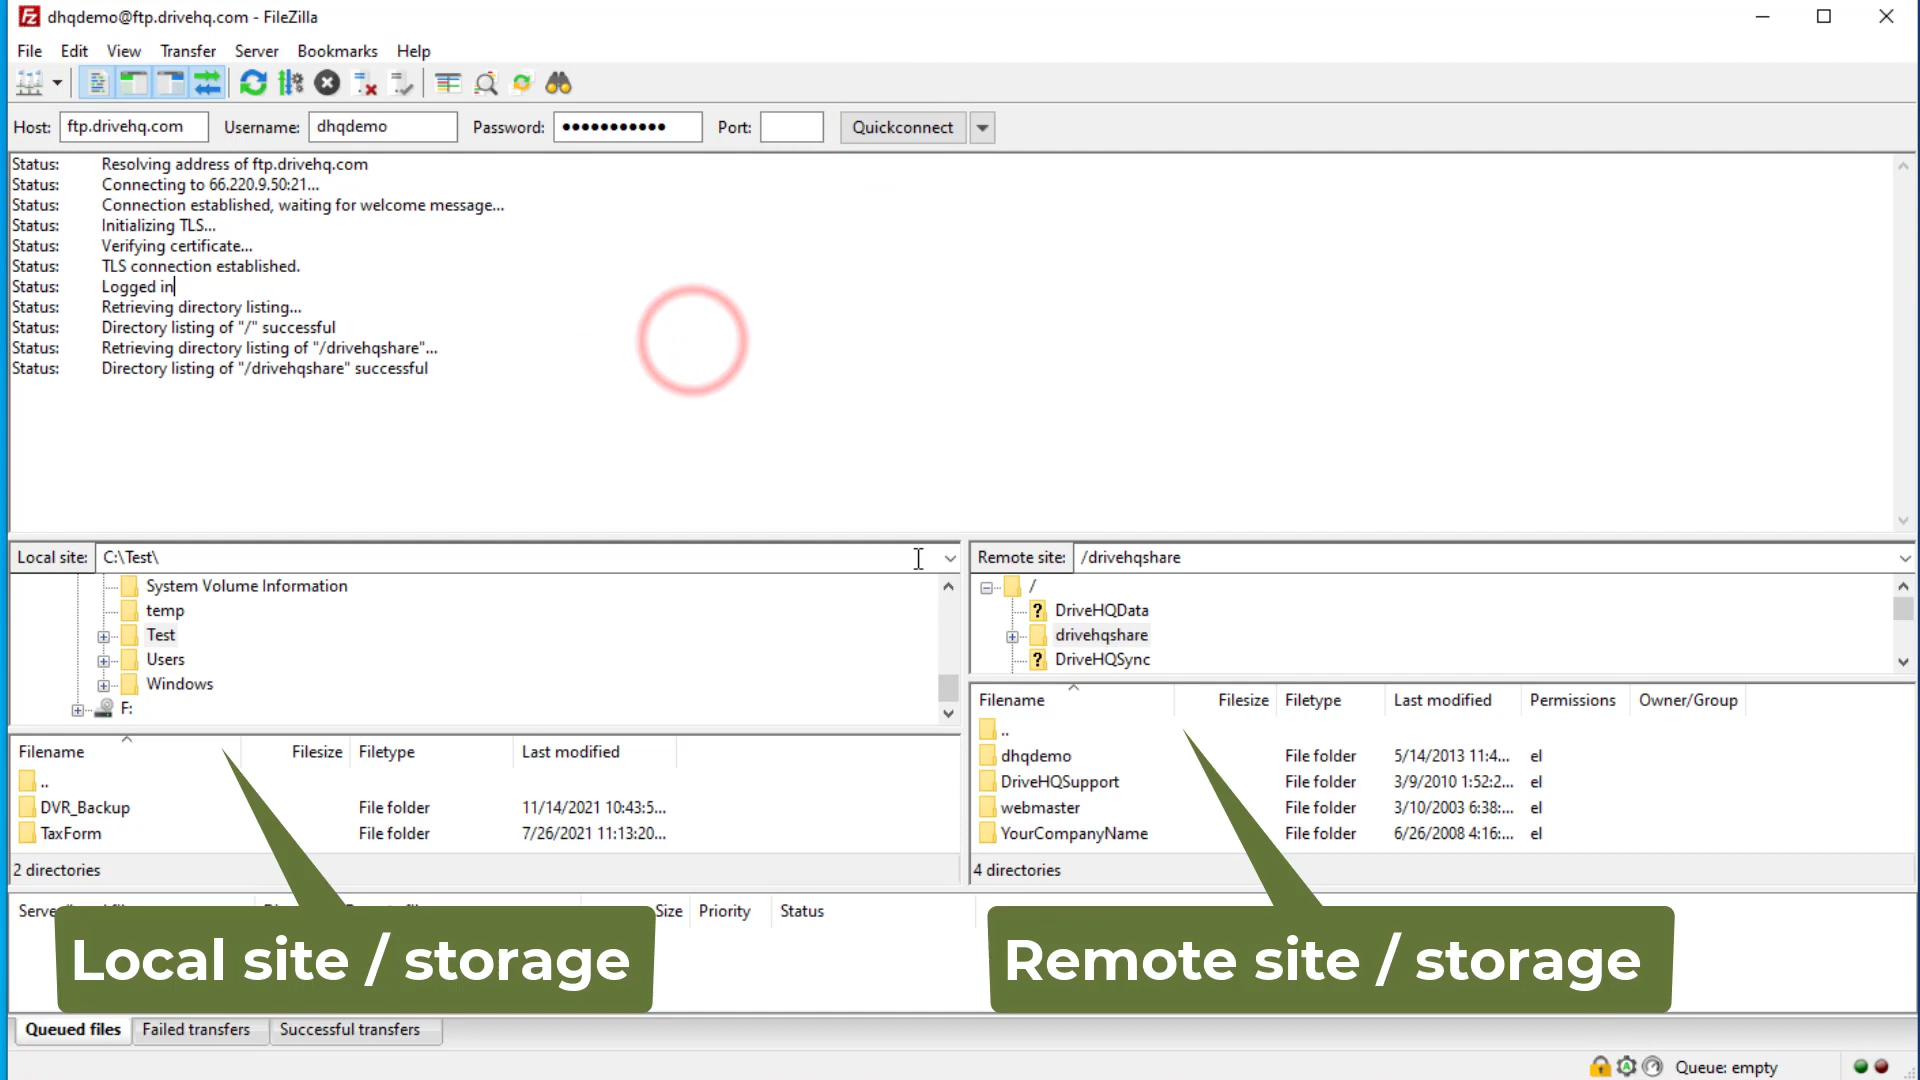 dhqdemo@ftp.drivehq.com - FileZilla
File Edit View Transfer Server Bookmarks Help
Host: ftp.drivehq.com Username: dhqdemo Password: ●●●●●●●●●●● Port: Quickconnect
Status: Resolving address of ftp.drivehq.com
Status: Connecting to 66.220.9.50:21...
Status: Connection established, waiting for welcome message...
Status: Initializing TLS...
Status: Verifying certificate...
Status: TLS connection established.
Status: Logged in
Status: Retrieving directory listing...
Status: Directory listing of "/" successful
Status: Retrieving directory listing of "/drivehqshare"...
Status: Directory listing of "/drivehqshare" successful
Local site: C:\Test\
System Volume Information
temp
Test
Users
Windows
F:
Filename Filesize Filetype Last modified
..
DVR_Backup File folder 11/14/2021 10:43:5...
TaxForm File folder 7/26/2021 11:13:20...
2 directories
Remote site: /drivehqshare
/
? DriveHQData
drivehqshare
? DriveHQSync
Filename Filesize Filetype Last modified Permissions Owner/Group
..
dhqdemo File folder 5/14/2013 11:4... el
DriveHQSupport File folder 3/9/2010 1:52:2... el
webmaster File folder 3/10/2003 6:38:... el
YourCompanyName File folder 6/26/2008 4:16:... el
4 directories
Size Priority Status
Local site / storage
Remote site / storage
Queued files Failed transfers Successful transfers
Queue: empty